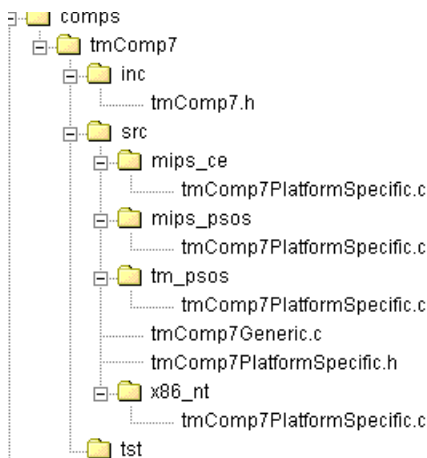 comps
tmComp7
inc
tmComp7.h
src
mips_ce
tmComp7PlatformSpecific.c
mips_psos
tmComp7PlatformSpecific.c
tm_psos
tmComp7PlatformSpecific.c
tmComp7Generic.c
tmComp7PlatformSpecific.h
x86_nt
tmComp7PlatformSpecific.c
tst